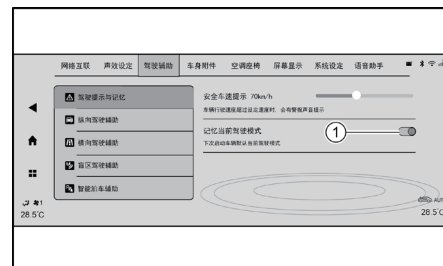 网络互联 声效设定 驾驶辅助 车身附件 空调座椅 屏幕显示 系统设定 语音助手
驾驶提示与记忆
安全车速提示 70km/h
车辆行驶速度超过设定速度时，会有警报声音提示
纵向驾驶辅助
记忆当前驾驶模式
1
下次启动车辆默认当前驾驶模式
横向驾驶辅助
盲区驾驶辅助
智能泊车辅助
1
AUTO
28.5°C
28.5°C